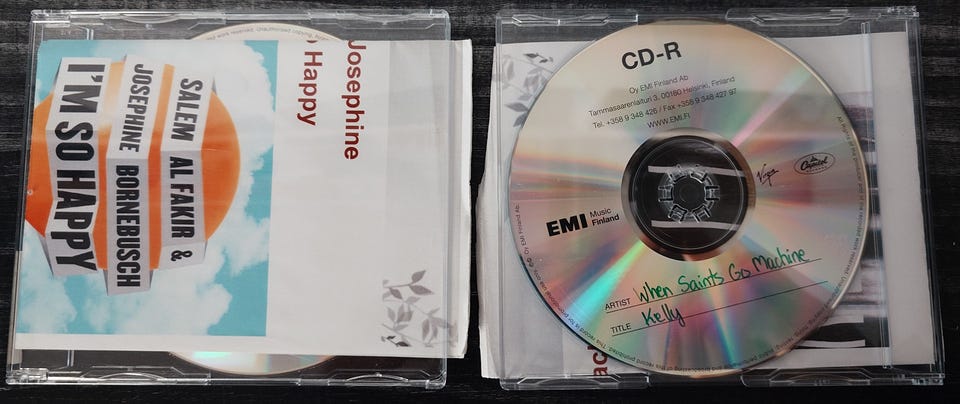 SALEM AL FAKIR &
JOSEPHINE BORNEBUSCH
I'M SO HAPPY
Josephine
Happy
CD-R
Oy EMI Finland Ab
Tammasaarenlaituri 3, 00180 Helsinki, Finland
Tel. +358 9 348 426 / Fax +358 9 348 427 97
WWW.EMI.FI
Virgin
Capitol
EMI Music
Finland
ARTIST When Saints Go Machine
TITLE Kelly